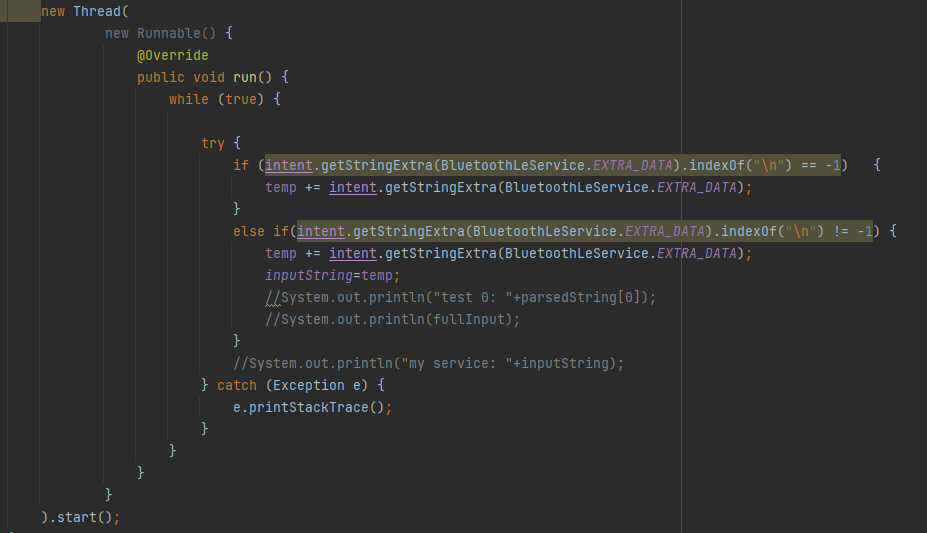 new Thread(
new Runnable() {
@Override
public void run() {
while (true) {
try {
if (intent.getStringExtra(BluetoothLeService.EXTRA_DATA).indexOf("\n") == -1)   {
temp += intent.getStringExtra(BluetoothLeService.EXTRA_DATA);
}
else if(intent.getStringExtra(BluetoothLeService.EXTRA_DATA).indexOf("\n") != -1) {
temp += intent.getStringExtra(BluetoothLeService.EXTRA_DATA);
inputString=temp;
//System.out.println("test 0: "+parsedString[0]);
//System.out.println(fullInput);
}
//System.out.println("my service: "+inputString);
} catch (Exception e) {
e.printStackTrace();
}
}
}
}
).start();